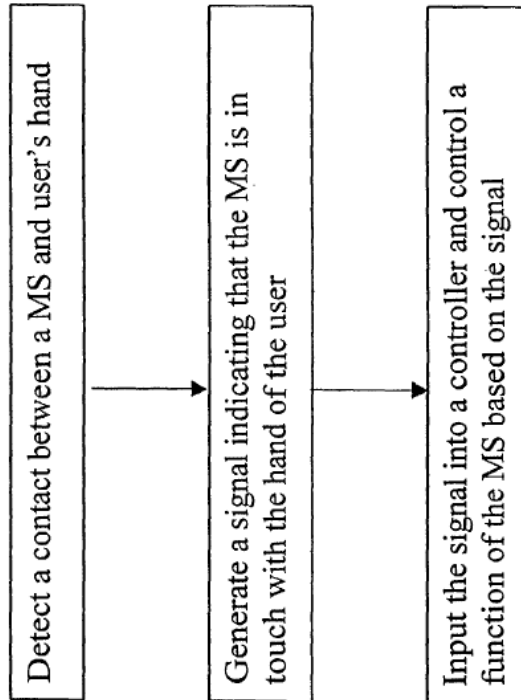 Detect a contact between a MS and user's hand
Generate a signal indicating that the MS is in
touch with the hand of the user
Input the signal into a controller and control a
function of the MS based on the signal